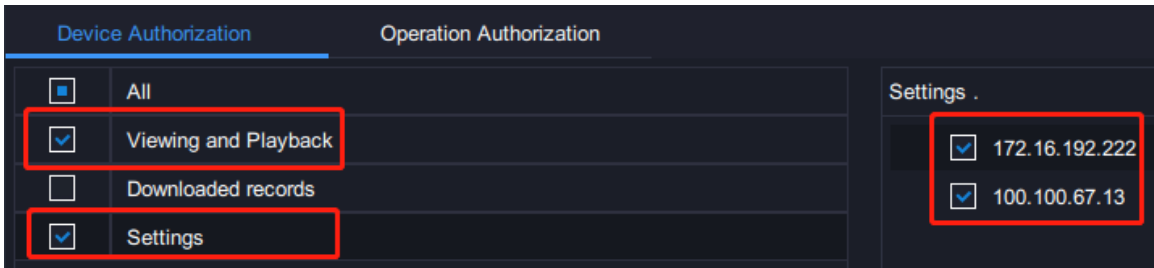 Device Authorization Operation Authorization
All
Viewing and Playback
Downloaded records
Settings
Settings .
172.16.192.222
100.100.67.13